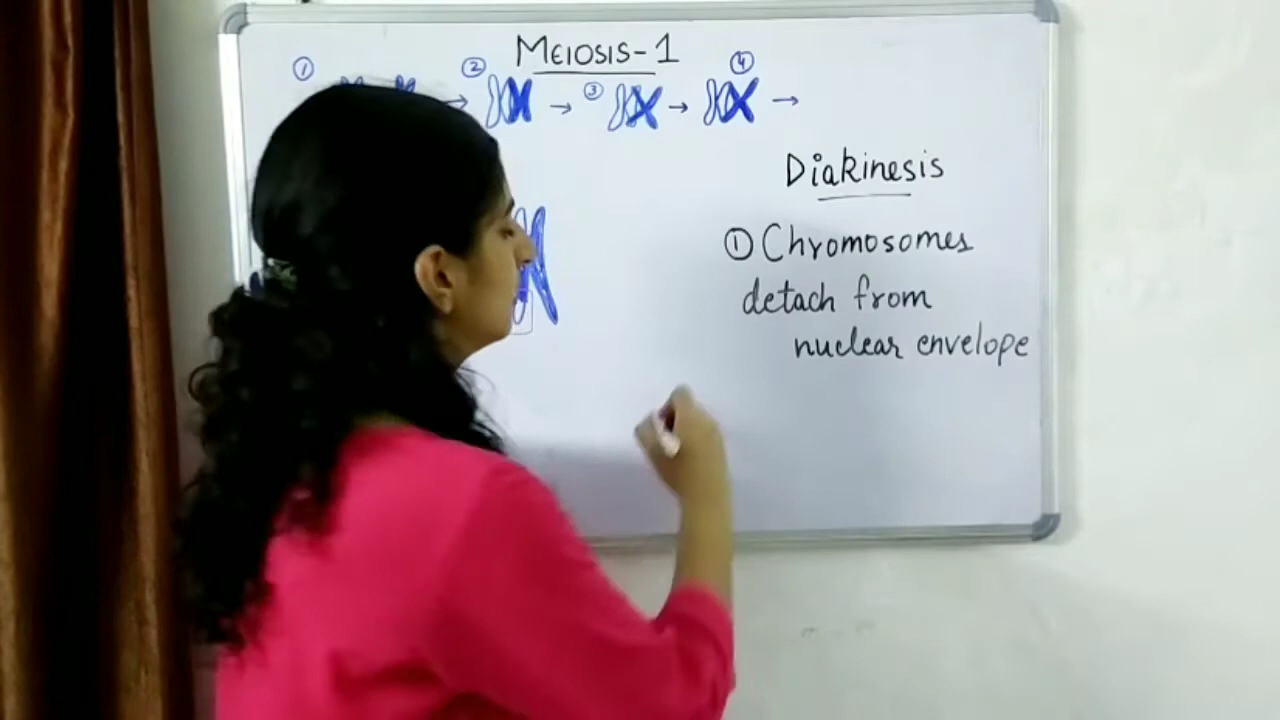 MEIOSIS-1
① → ② → ③ → ④ →
Diakinesis
① Chromosomes
detach from
nuclear envelope